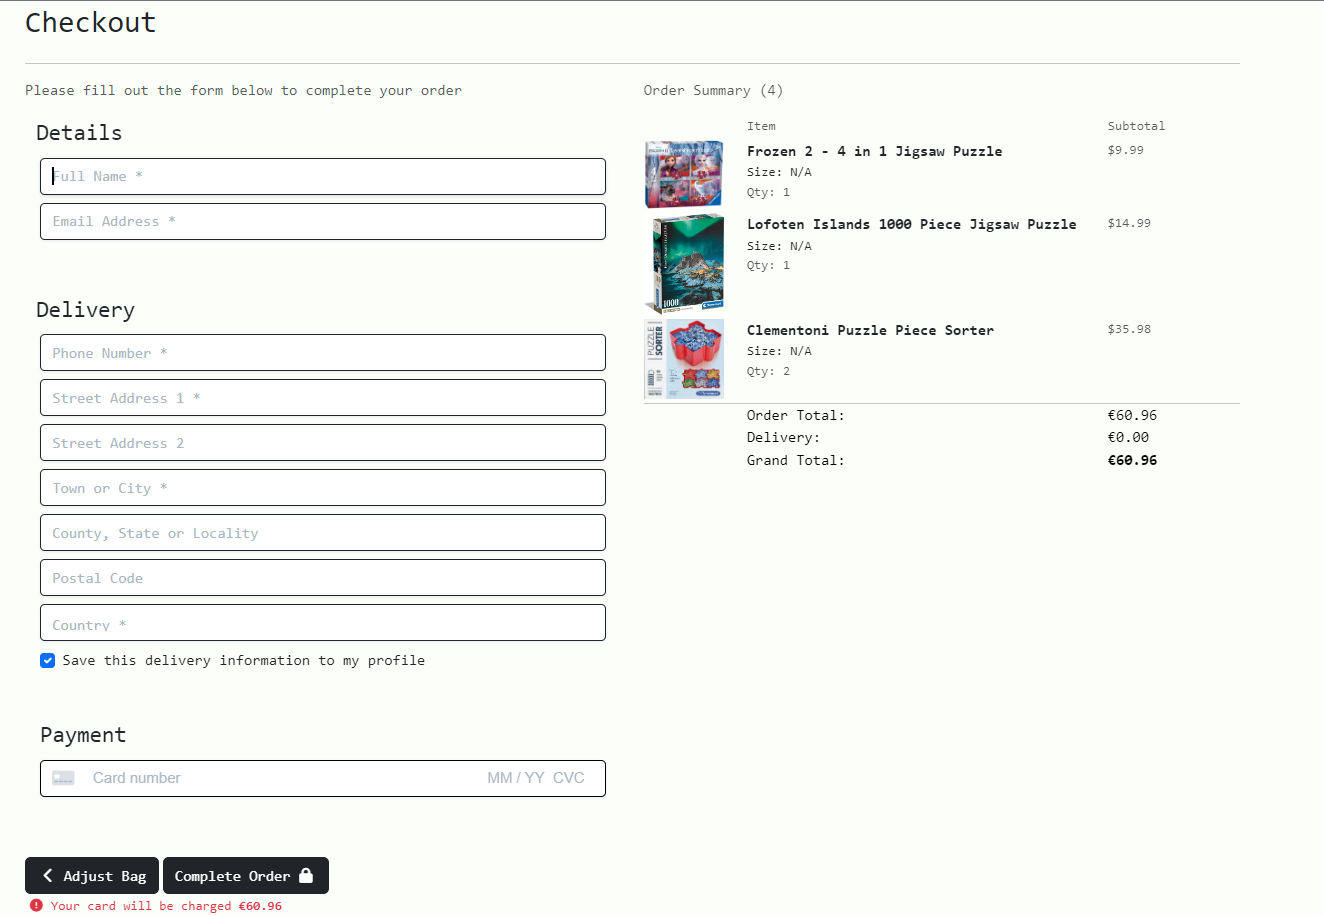 Checkout
Please fill out the form below to complete your order
Details
Full Name *
Email Address *
Delivery
Phone Number *
Street Address 1 *
Street Address 2
Town or City *
County, State or Locality
Postal Code
Country *
Save this delivery information to my profile
Payment
Card number MM / YY CVC
Adjust Bag Complete Order
Your card will be charged €60.96
Order Summary (4)
Item Subtotal
Frozen 2 - 4 in 1 Jigsaw Puzzle $9.99
Size: N/A
Qty: 1
Lofoten Islands 1000 Piece Jigsaw Puzzle $14.99
Size: N/A
Qty: 1
1000
Clementoni Puzzle Piece Sorter $35.98
Size: N/A
Qty: 2
PUZZLE
SORTER
Order Total: €60.96
Delivery: €0.00
Grand Total: €60.96